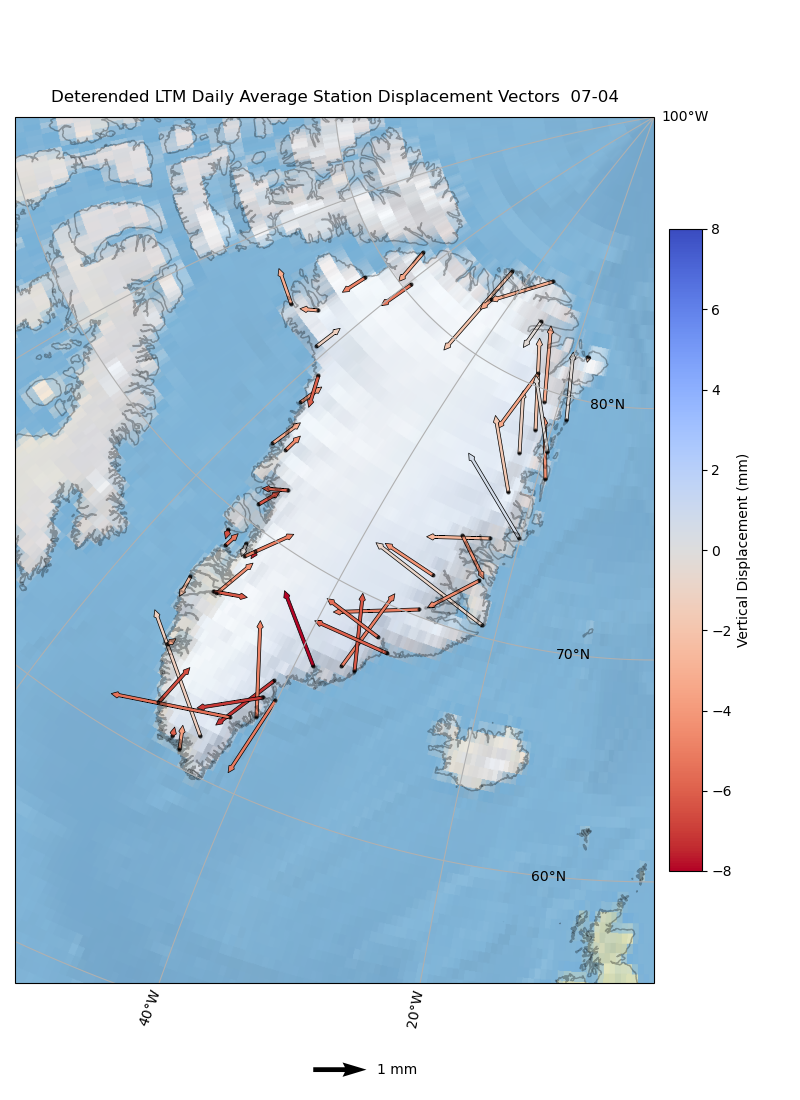 Deterended LTM Daily Average Station Displacement Vectors  07-04
100°W
80°N
70°N
60°N
40°W
20°W
8
6
4
2
0
−2
−4
−6
−8
Vertical Displacement (mm)
1 mm